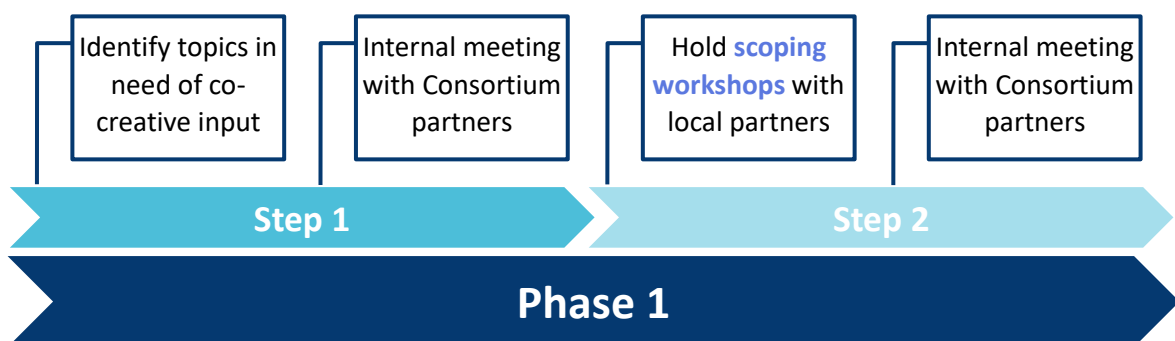 Identify topics in
need of co-
creative input
Internal meeting
with Consortium
partners
Hold scoping
workshops with
local partners
Internal meeting
with Consortium
partners
Step 1
Step 2
Phase 1